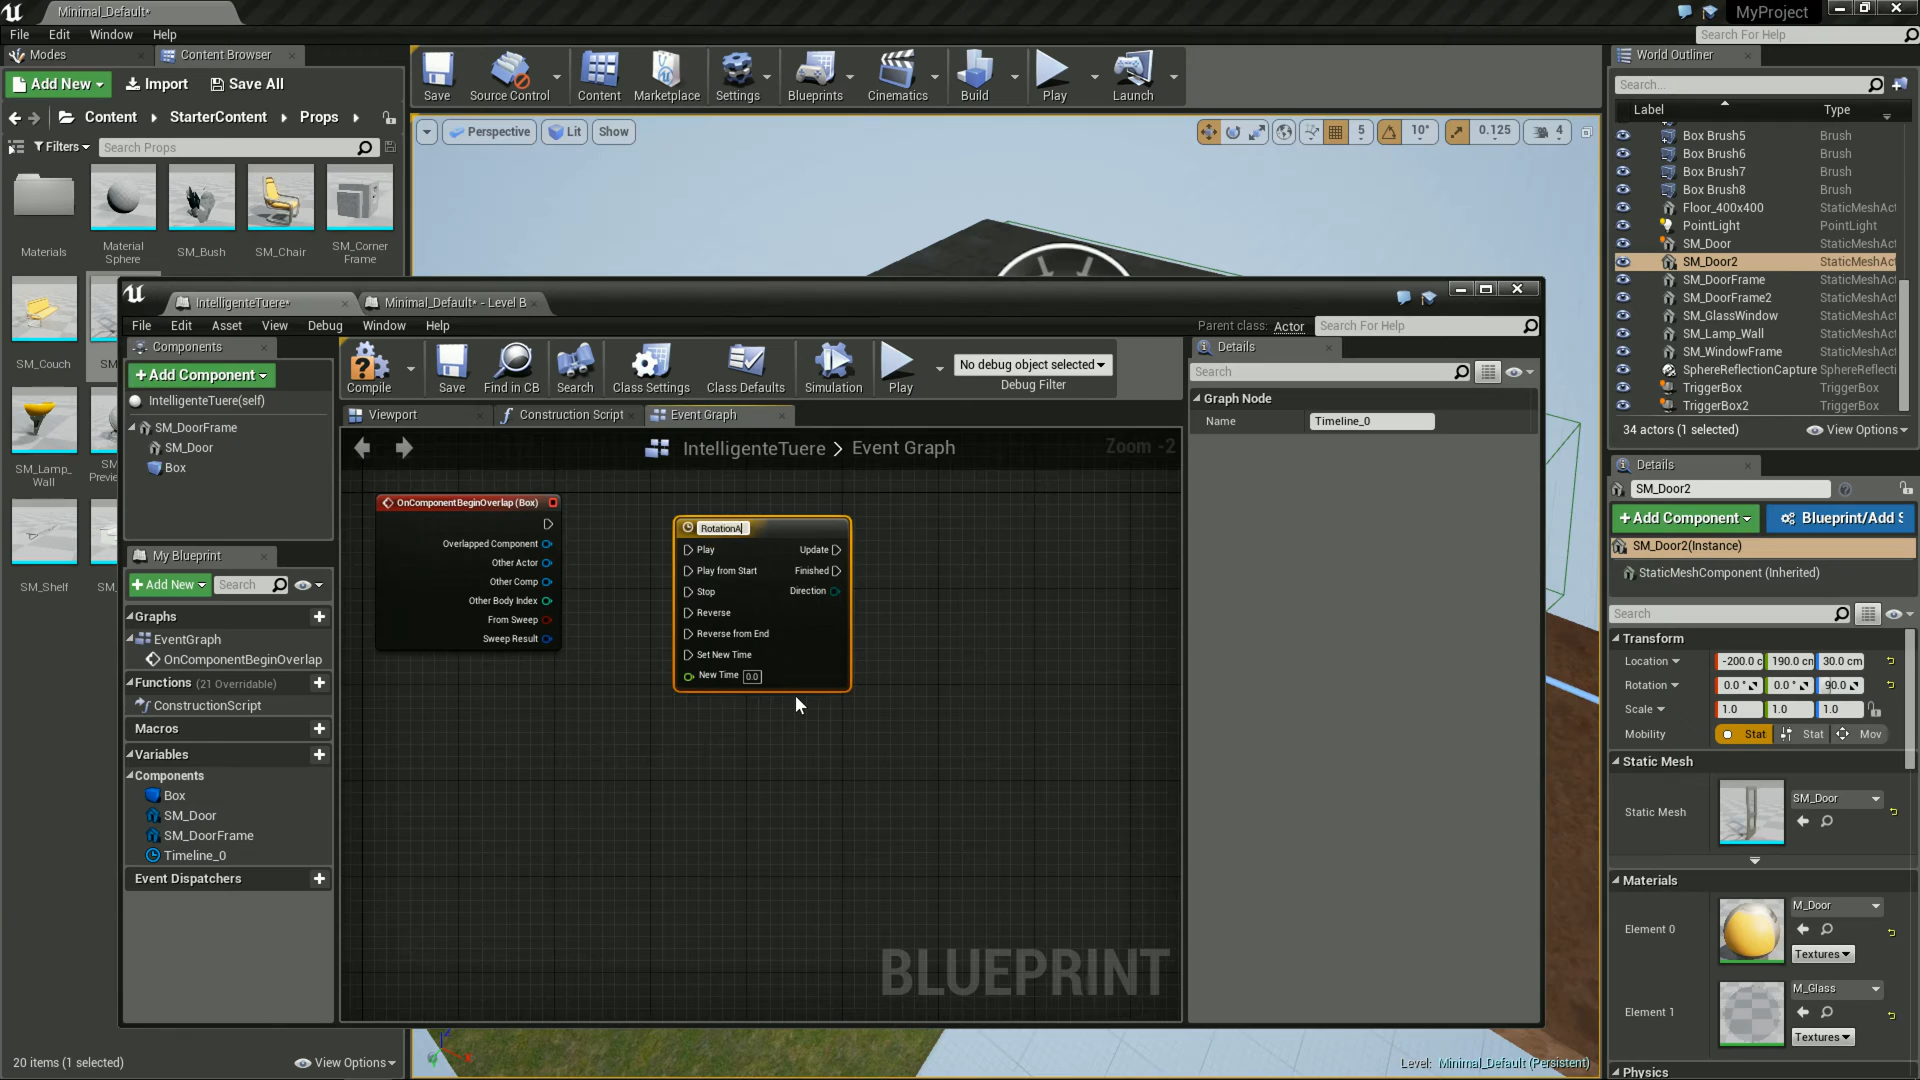 Minimal_Default*
MyProject
File Edit Window Help
Search For Help
Modes
Content Browser
Add New
Import
Save All
Content
StarterContent
Props
Filters
Search Props
Materials
Material Sphere
SM_Bush
SM_Chair
SM_Corner Frame
SM_Couch
SM_Lamp_Wall
SM_Shelf
20 items (1 selected)
View Options
Save
Source Control
Content
Marketplace
Settings
Blueprints
Cinematics
Build
Play
Launch
Perspective
Lit
Show
5
10°
0.125
4
IntelligenteTuere*
Minimal_Default* - Level B
File Edit Asset View Debug Window Help
Parent class: Actor
Search For Help
Components
+Add Component
IntelligenteTuere(self)
SM_DoorFrame
SM_Door
Box
My Blueprint
+Add New
Search
Graphs
EventGraph
OnComponentBeginOverlap
Functions (21 Overridable)
ConstructionScript
Macros
Variables
Components
Box
SM_Door
SM_DoorFrame
Timeline_0
Event Dispatchers
Compile
Save
Find in CB
Search
Class Settings
Class Defaults
Simulation
Play
No debug object selected
Debug Filter
Viewport
Construction Script
Event Graph
IntelligenteTuere > Event Graph
Zoom -2
OnComponentBeginOverlap (Box)
Overlapped Component
Other Actor
Other Comp
Other Body Index
From Sweep
Sweep Result
RotationA
Play
Update
Play from Start
Finished
Stop
Direction
Reverse
Reverse from End
Set New Time
New Time 0.0
BLUEPRINT
Details
Search
Graph Node
Name
Timeline_0
Level: Minimal_Default (Persistent)
World Outliner
Search...
Label
Type
Box Brush5 Brush
Box Brush6 Brush
Box Brush7 Brush
Box Brush8 Brush
Floor_400x400 StaticMeshAct
PointLight PointLight
SM_Door StaticMeshAct
SM_Door2 StaticMeshAct
SM_DoorFrame StaticMeshAct
SM_DoorFrame2 StaticMeshAct
SM_GlassWindow StaticMeshAct
SM_Lamp_Wall StaticMeshAct
SM_WindowFrame StaticMeshAct
SphereReflectionCapture SphereReflecti
TriggerBox TriggerBox
TriggerBox2 TriggerBox
34 actors (1 selected)
View Options
Details
SM_Door2
+Add Component
Blueprint/Add S
SM_Door2(Instance)
StaticMeshComponent (Inherited)
Search
Transform
Location -200.0 c 190.0 cn 30.0 cm
Rotation 0.0 ° 0.0 ° 90.0
Scale 1.0 1.0 1.0
Mobility Stat Stat Mov
Static Mesh
Static Mesh
SM_Door
Materials
Element 0
M_Door
Textures
Element 1
M_Glass
Textures
Physics